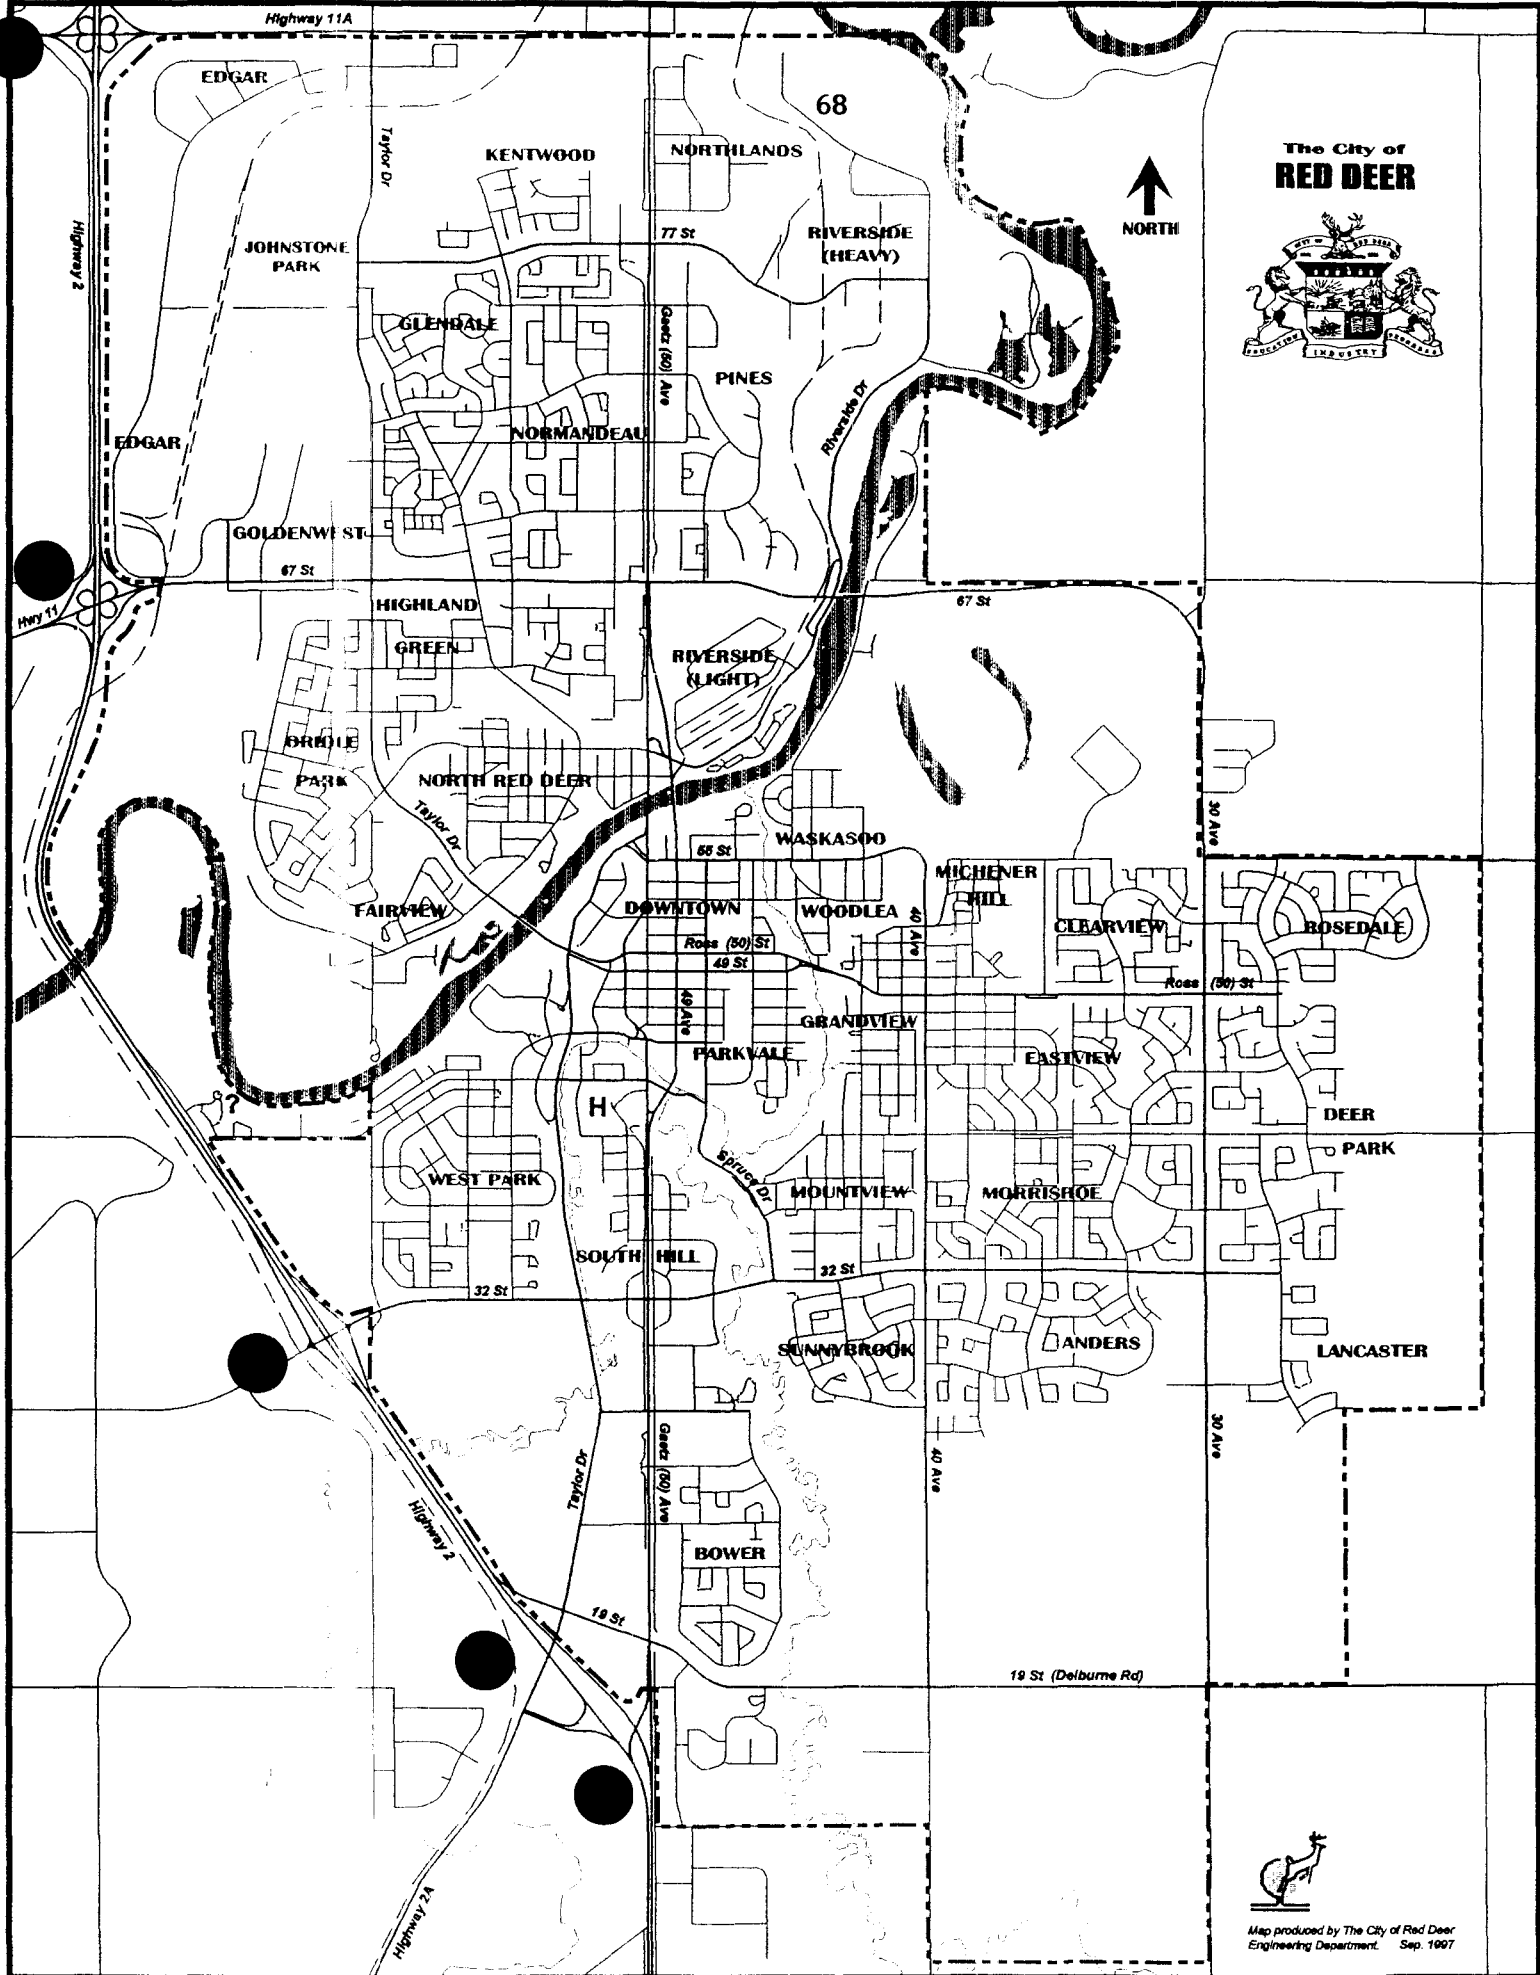 Highway 11A
EDGAR
68
Taylor Dr
KENTWOOD
NORTHLANDS
The City of
RED DEER
NORTH
Highway 2
JOHNSTONE
PARK
77 St
RIVERSIDE
(HEAVY)
EDUCATION
INDUSTRY
PROGRESS
GLENDALE
Gaetz (50) Ave
PINES
Riverside Dr
EDGAR
NORMANDEAU
GOLDENWEST
67 St
Hwy 11
HIGHLAND
GREEN
67 St
RIVERSIDE
(LIGHT)
ORIOLE
PARK
NORTH RED DEER
Taylor Dr
30 Ave
WASKASOO
55 St
MICHENER
HILL
FAIRVIEW
DOWNTOWN
WOODLEA
40 Ave
CLEARVIEW
ROSEDALE
Ross (50) St
49 St
Ross (50) St
49 Ave
GRANDVIEW
PARKVALE
EASTVIEW
?
H
DEER
PARK
WEST PARK
Spruce Dr
MOUNTVIEW
MORRISROE
SOUTH HILL
32 St
32 St
SUNNYBROOK
ANDERS
LANCASTER
Taylor Dr
Gaetz (50) Ave
40 Ave
30 Ave
Highway 2
BOWER
19 St
19 St (Delburne Rd)
Highway 2A
Map produced by The City of Red Deer
Engineering Department. Sep. 1997